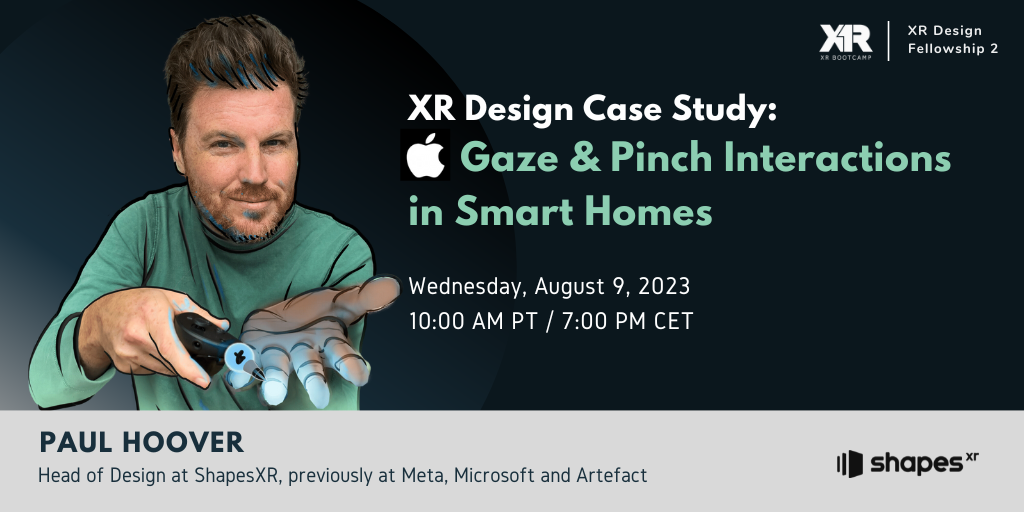 XR
XR BOOTCAMP
XR Design
Fellowship 2
XR Design Case Study:
Gaze & Pinch Interactions
in Smart Homes
Wednesday, August 9, 2023
10:00 AM PT / 7:00 PM CET
PAUL HOOVER
Head of Design at ShapesXR, previously at Meta, Microsoft and Artefact
shapes xr